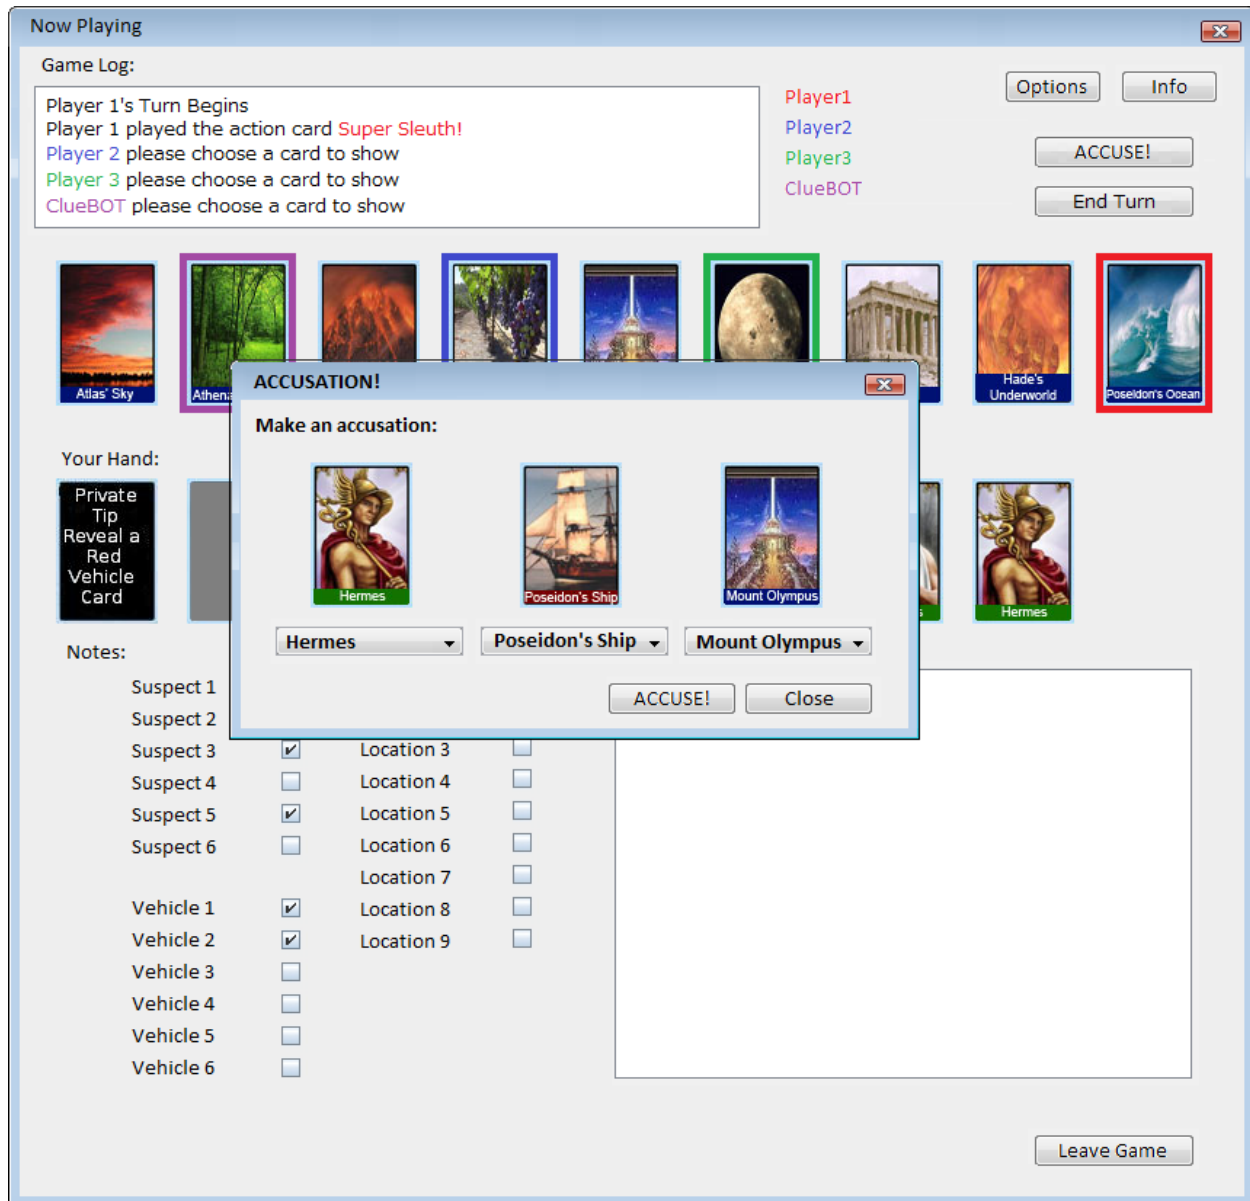 Now Playing
Game Log:
Player 1's Turn Begins
Player 1 played the action card Super Sleuth!
Player 2 please choose a card to show
Player 3 please choose a card to show
ClueBOT please choose a card to show
Player1
Player2
Player3
ClueBOT
Options
Info
ACCUSE!
End Turn
Atlas' Sky
Athena
Hade's
Underworld
Poseidon's Ocean
ACCUSATION!
Make an accusation:
Hermes
Poseidon's Ship
Mount Olympus
Hermes
Poseidon's Ship
Mount Olympus
ACCUSE!
Close
Your Hand:
Private
Tip
Reveal a
Red
Vehicle
Card
Hermes
Notes:
Suspect 1
Suspect 2
Suspect 3
Suspect 4
Suspect 5
Suspect 6
Vehicle 1
Vehicle 2
Vehicle 3
Vehicle 4
Vehicle 5
Vehicle 6
Location 3
Location 4
Location 5
Location 6
Location 7
Location 8
Location 9
Leave Game